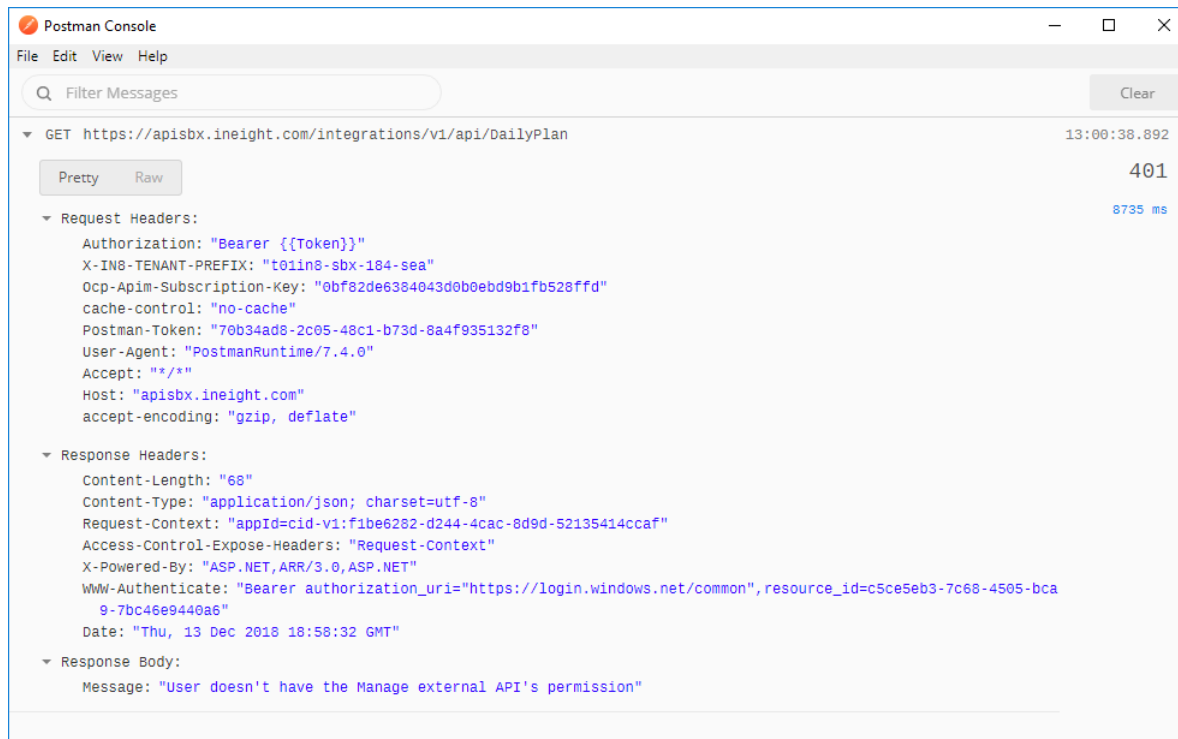 Postman Console
File Edit View Help
Filter Messages
Clear
GET https://apisbx.ineight.com/integrations/v1/api/DailyPlan 13:00:38.892
Pretty Raw 401
8735 ms
Request Headers:
Authorization: "Bearer {{Token}}"
X-IN8-TENANT-PREFIX: "t01in8-sbx-184-sea"
Ocp-Apim-Subscription-Key: "0bf82de6384043d0b0ebd9b1fb528ffd"
cache-control: "no-cache"
Postman-Token: "70b34ad8-2c05-48c1-b73d-8a4f935132f8"
User-Agent: "PostmanRuntime/7.4.0"
Accept: "*/*"
Host: "apisbx.ineight.com"
accept-encoding: "gzip, deflate"
Response Headers:
Content-Length: "68"
Content-Type: "application/json; charset=utf-8"
Request-Context: "appId=cid-v1:f1be6282-d244-4cac-8d9d-52135414ccaf"
Access-Control-Expose-Headers: "Request-Context"
X-Powered-By: "ASP.NET,ARR/3.0,ASP.NET"
WWW-Authenticate: "Bearer authorization_uri="https://login.windows.net/common",resource_id=c5ce5eb3-7c68-4505-bca
9-7bc46e9440a6"
Date: "Thu, 13 Dec 2018 18:58:32 GMT"
Response Body:
Message: "User doesn't have the Manage external API's permission"